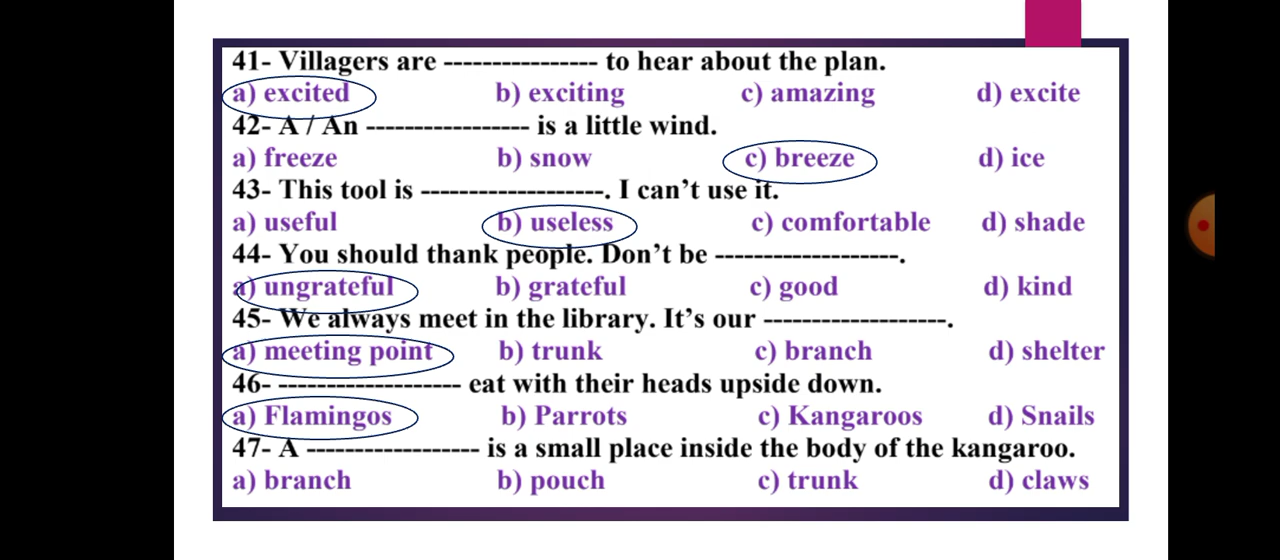 41- Villagers are ---------------- to hear about the plan.
a) excited b) exciting c) amazing d) excite
42- A / An ----------------- is a little wind.
a) freeze b) snow c) breeze d) ice
43- This tool is -------------------. I can’t use it.
a) useful b) useless c) comfortable d) shade
44- You should thank people. Don’t be -------------------.
a) ungrateful b) grateful c) good d) kind
45- We always meet in the library. It’s our -------------------.
a) meeting point b) trunk c) branch d) shelter
46- ------------------- eat with their heads upside down.
a) Flamingos b) Parrots c) Kangaroos d) Snails
47- A ------------------ is a small place inside the body of the kangaroo.
a) branch b) pouch c) trunk d) claws